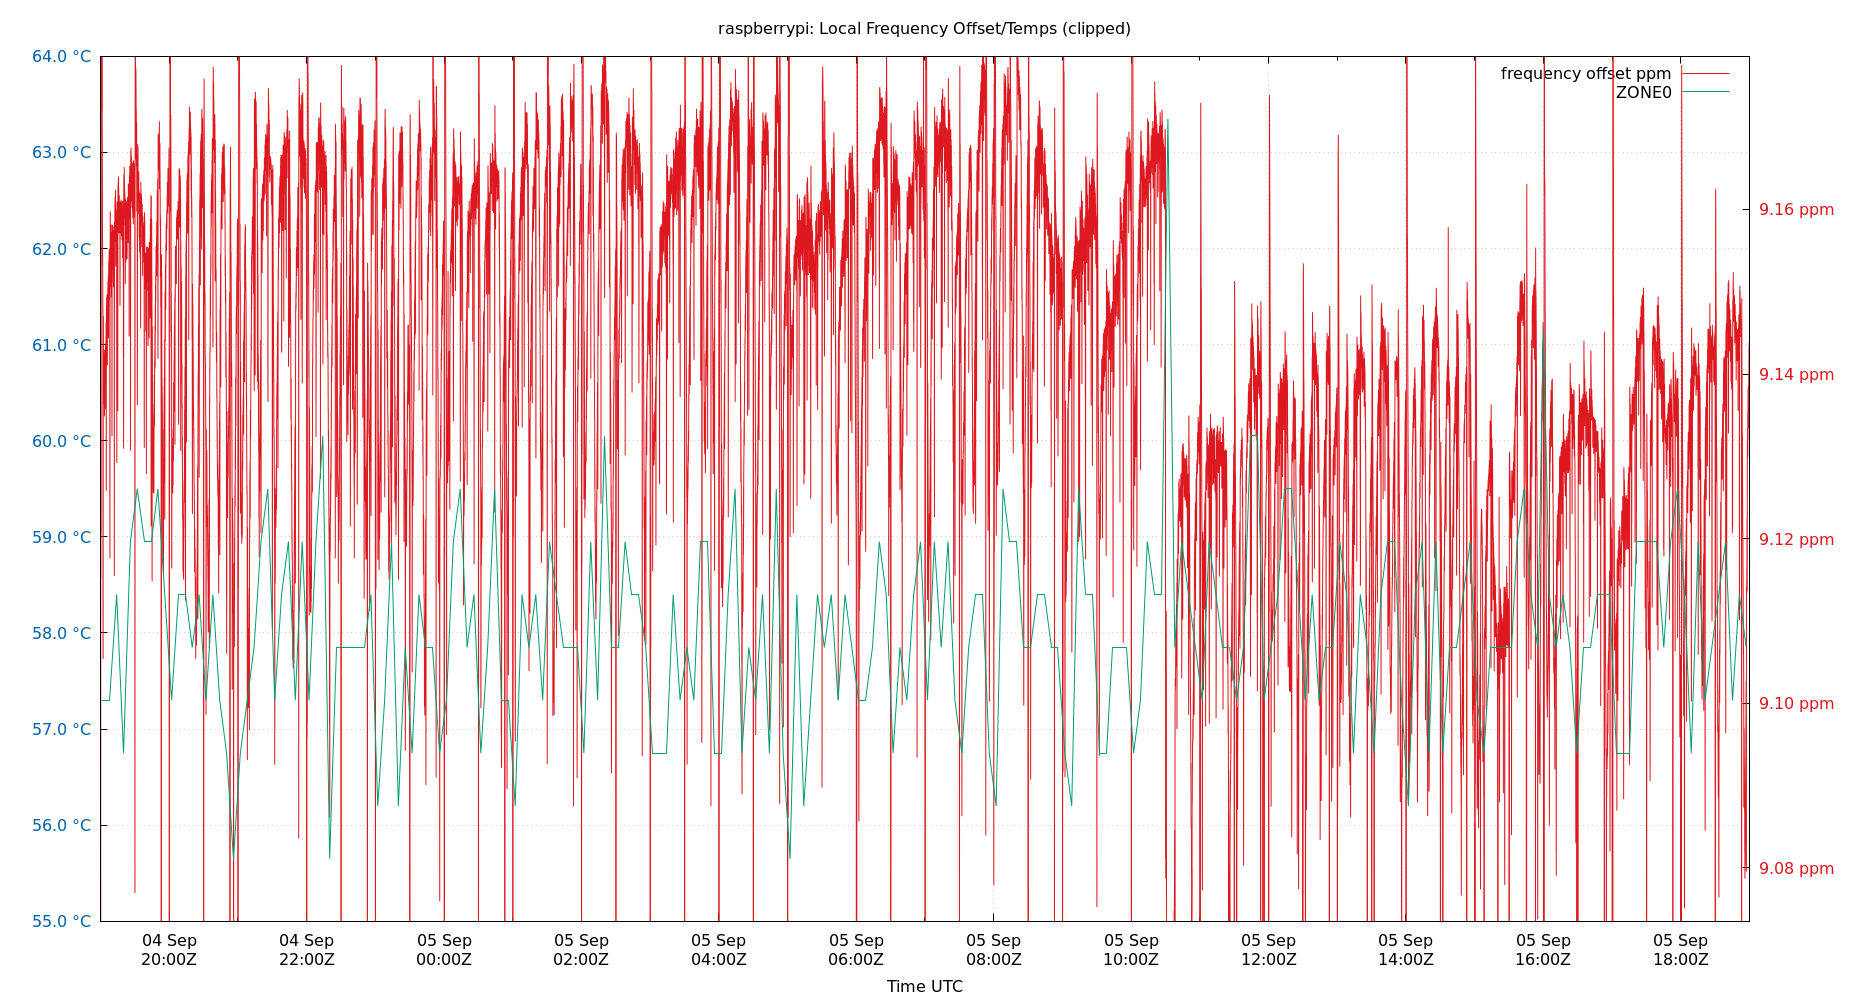 raspberrypi: Local Frequency Offset/Temps (clipped)
64.0 °C
63.0 °C
62.0 °C
61.0 °C
60.0 °C
59.0 °C
58.0 °C
57.0 °C
56.0 °C
55.0 °C
frequency offset ppm
ZONE0
9.16 ppm
9.14 ppm
9.12 ppm
9.10 ppm
9.08 ppm
04 Sep
20:00Z
04 Sep
22:00Z
05 Sep
00:00Z
05 Sep
02:00Z
05 Sep
04:00Z
05 Sep
06:00Z
05 Sep
08:00Z
05 Sep
10:00Z
05 Sep
12:00Z
05 Sep
14:00Z
05 Sep
16:00Z
05 Sep
18:00Z
Time UTC